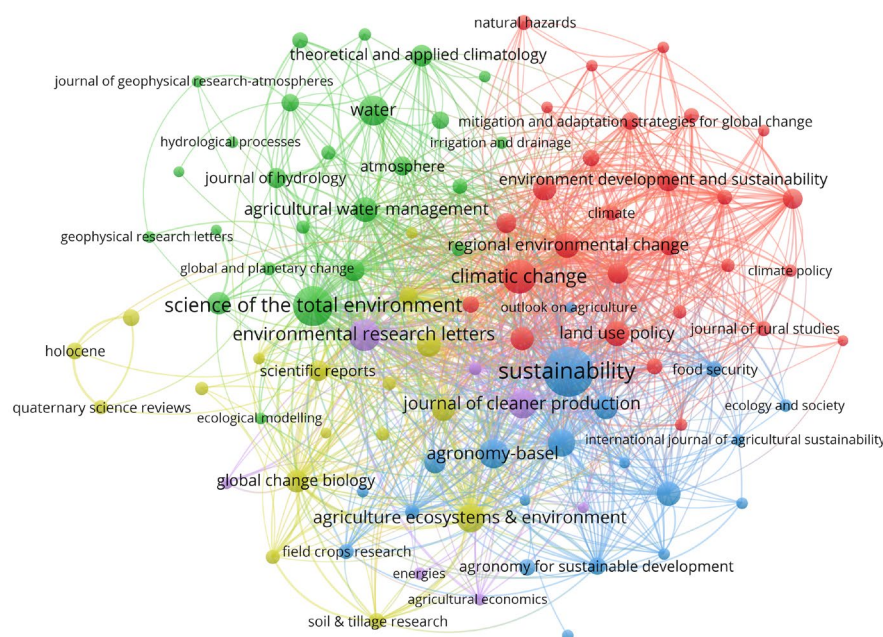 natural hazards
theoretical and applied climatology
journal of geophysical research-atmospheres
water
mitigation and adaptation strategies for global change
hydrological processes
irrigation and drainage
atmosphere
journal of hydrology
environment development and sustainability
agricultural water management
climate
geophysical research letters
regional environmental change
global and planetary change
climatic change
climate policy
science of the total environment
outlook on agriculture
environmental research letters
land use policy
journal of rural studies
holocene
scientific reports
sustainability
food security
quaternary science reviews
journal of cleaner production
ecology and society
ecological modelling
international journal of agricultural sustainability
agronomy-basel
global change biology
agriculture ecosystems & environment
field crops research
agronomy for sustainable development
energies
agricultural economics
soil & tillage research